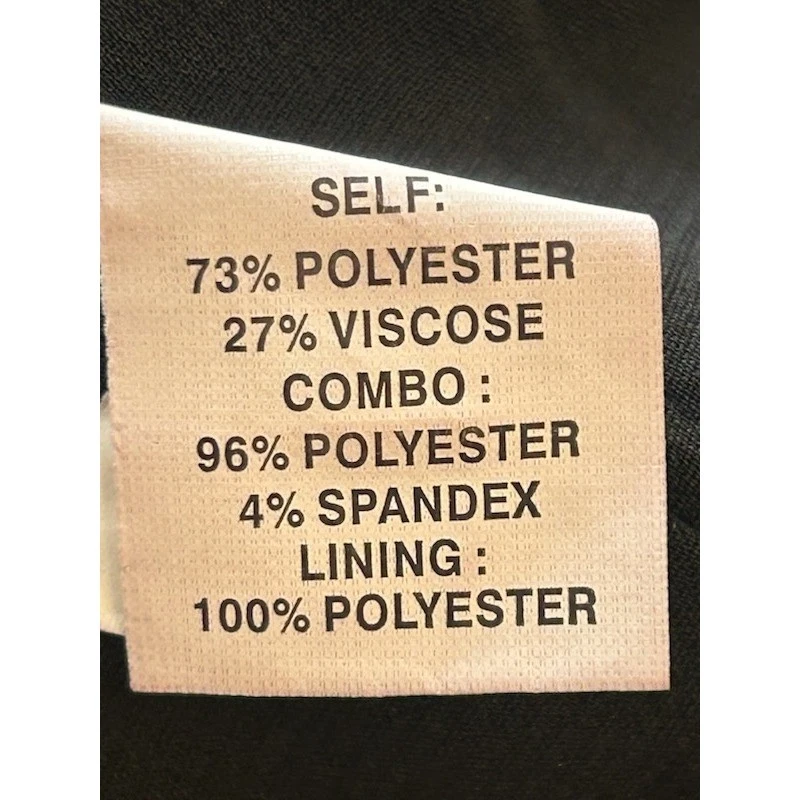 SELF:
73% POLYESTER
27% VISCOSE
COMBO :
96% POLYESTER
4% SPANDEX
LINING :
100% POLYESTER